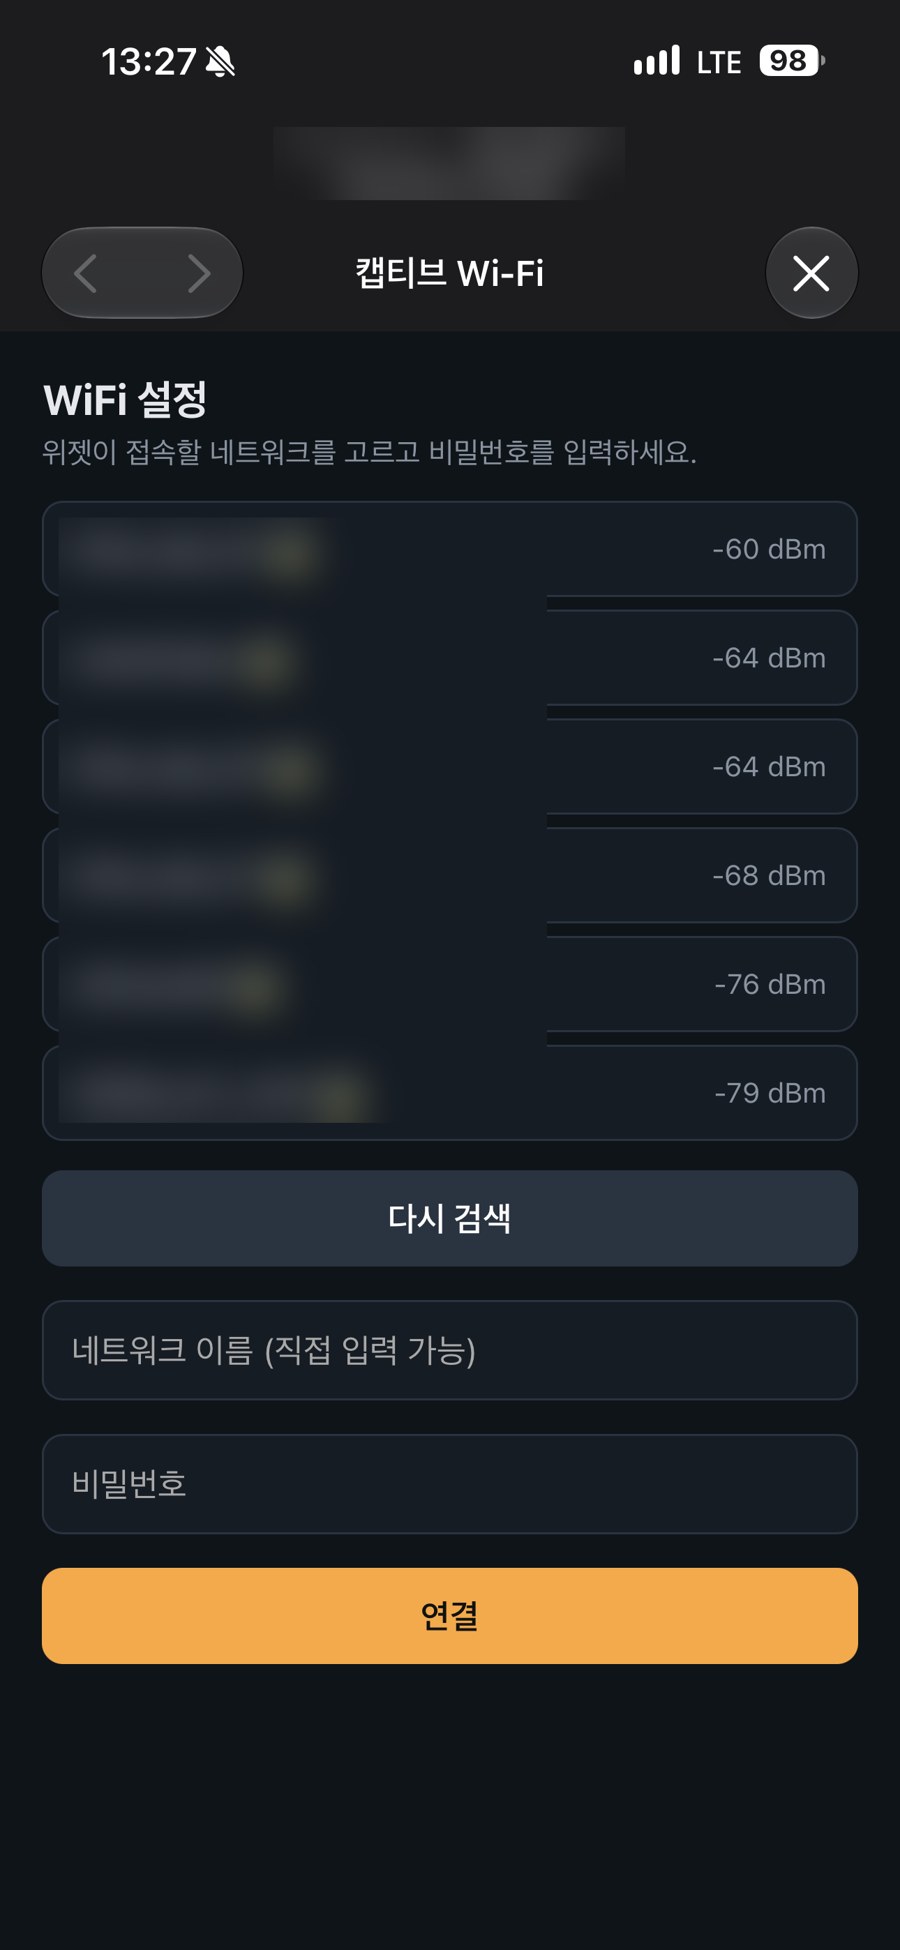 13:27
LTE
98
캡티브 Wi-Fi
WiFi 설정
위젯이 접속할 네트워크를 고르고 비밀번호를 입력하세요.
-60 dBm
-64 dBm
-64 dBm
-68 dBm
-76 dBm
-79 dBm
다시 검색
네트워크 이름 (직접 입력 가능)
비밀번호
연결